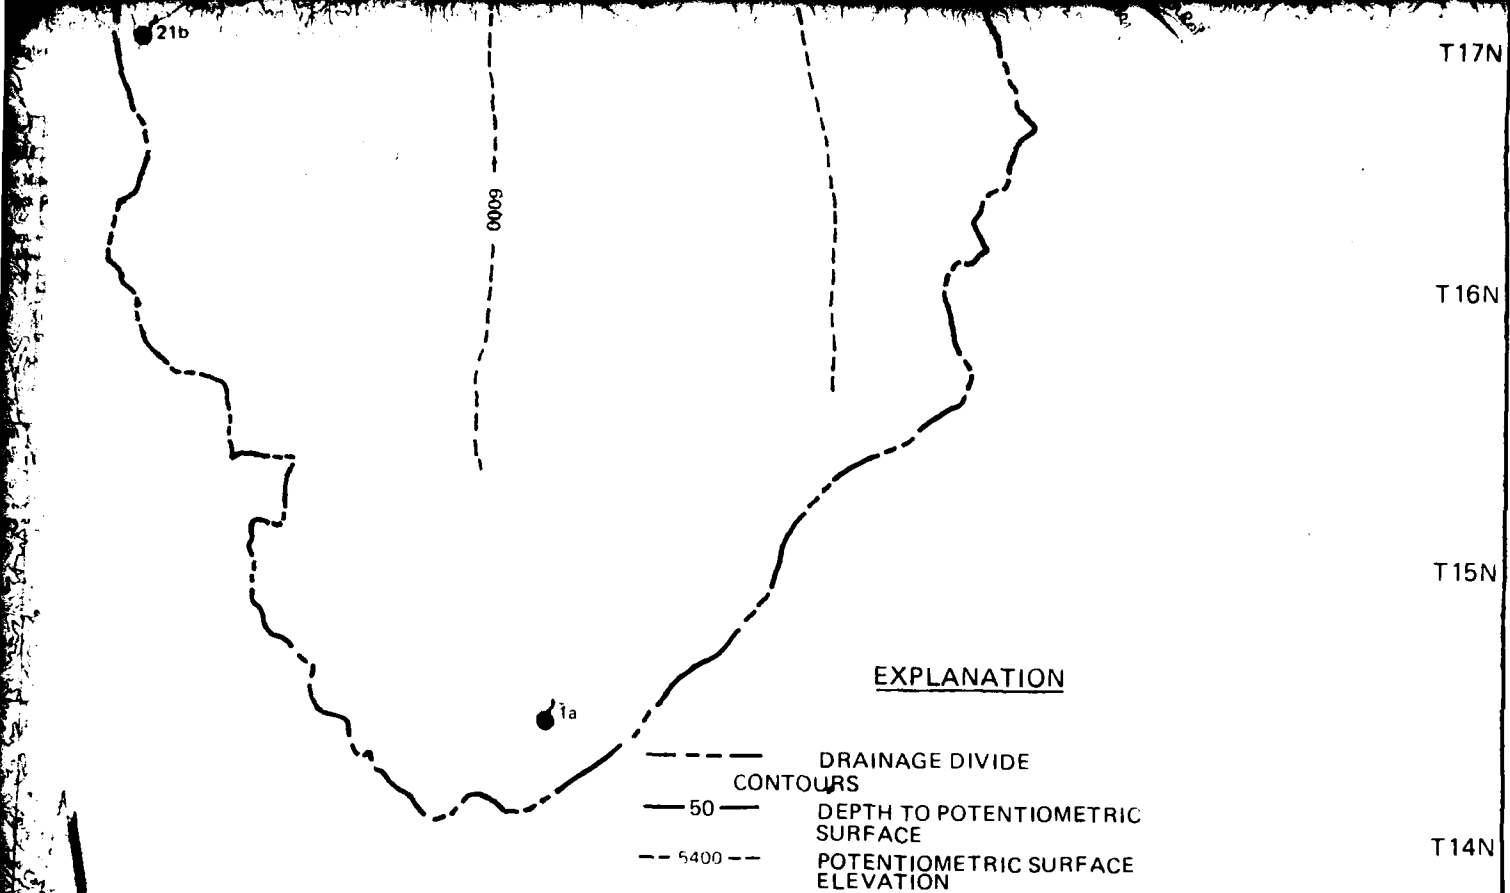 21b
T17N
6000
T16N
T15N
EXPLANATION
1a
DRAINAGE DIVIDE
CONTOURS
50
DEPTH TO POTENTIOMETRIC
SURFACE
5400
POTENTIOMETRIC SURFACE
ELEVATION
T14N